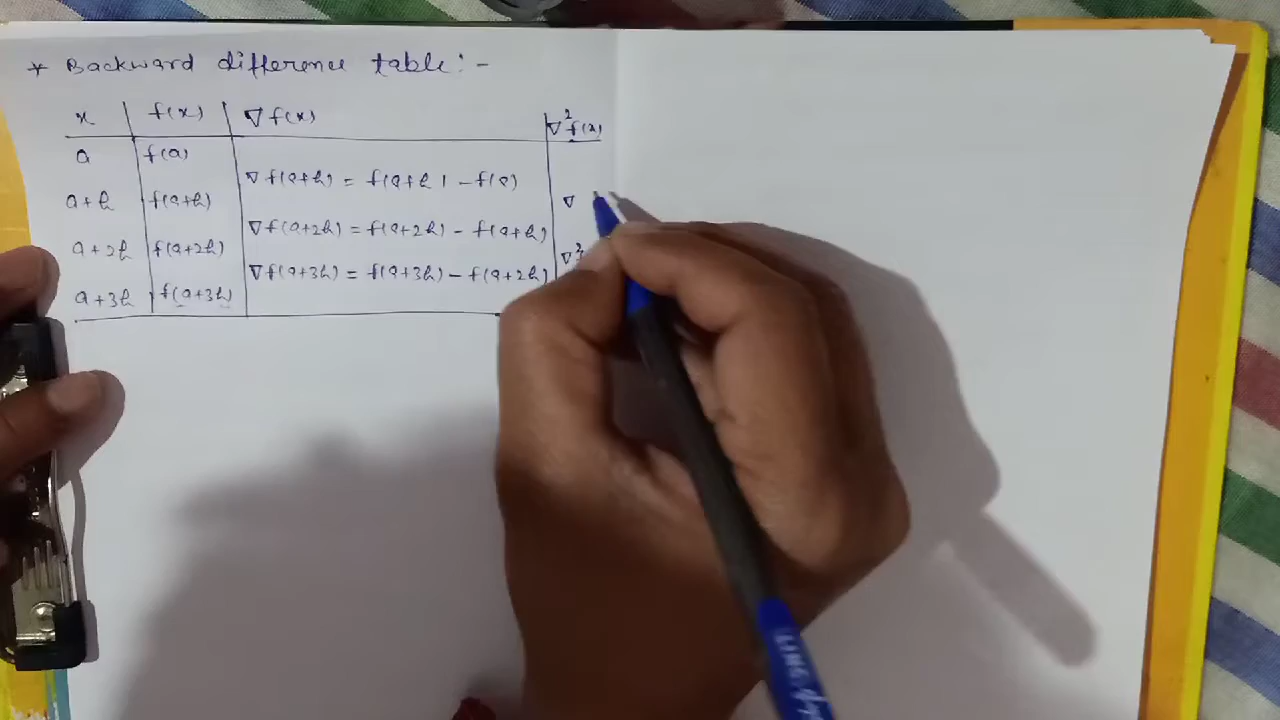 * Backward difference table:-
x f(x) ∇f(x) ∇²f(x)
a f(a)
∇f(a+h) = f(a+h) - f(a)
a+h f(a+h) ∇
∇f(a+2h) = f(a+2h) - f(a+h)
a+2h f(a+2h) ∇²
∇f(a+3h) = f(a+3h) - f(a+2h)
a+3h f(a+3h)